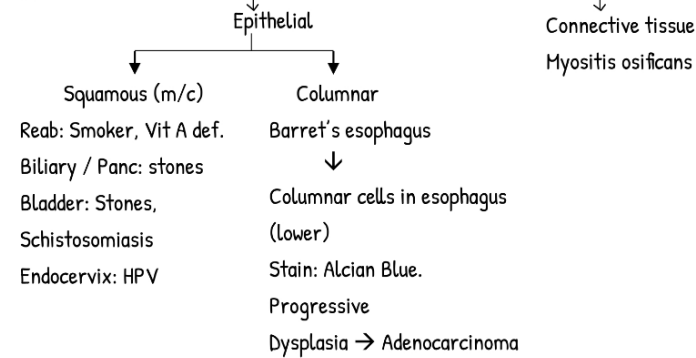 Epithelial
Squamous (m/c)
Reab: Smoker, Vit A def.
Biliary / Panc: stones
Bladder: Stones,
Schistosomiasis
Endocervix: HPV
Columnar
Barret's esophagus
↓
Columnar cells in esophagus
(lower)
Stain: Alcian Blue.
Progressive
Dysplasia → Adenocarcinoma
Connective tissue
Myositis osificans